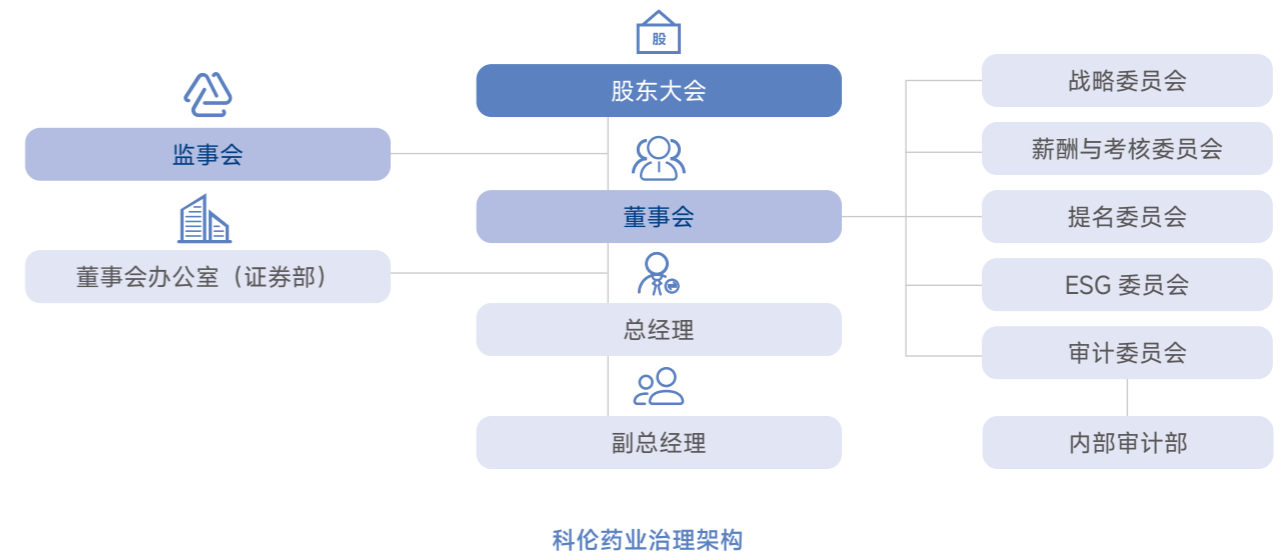 股
股东大会
监事会
董事会
董事会办公室（证券部）
总经理
副总经理
战略委员会
薪酬与考核委员会
提名委员会
ESG 委员会
审计委员会
内部审计部
科伦药业治理架构